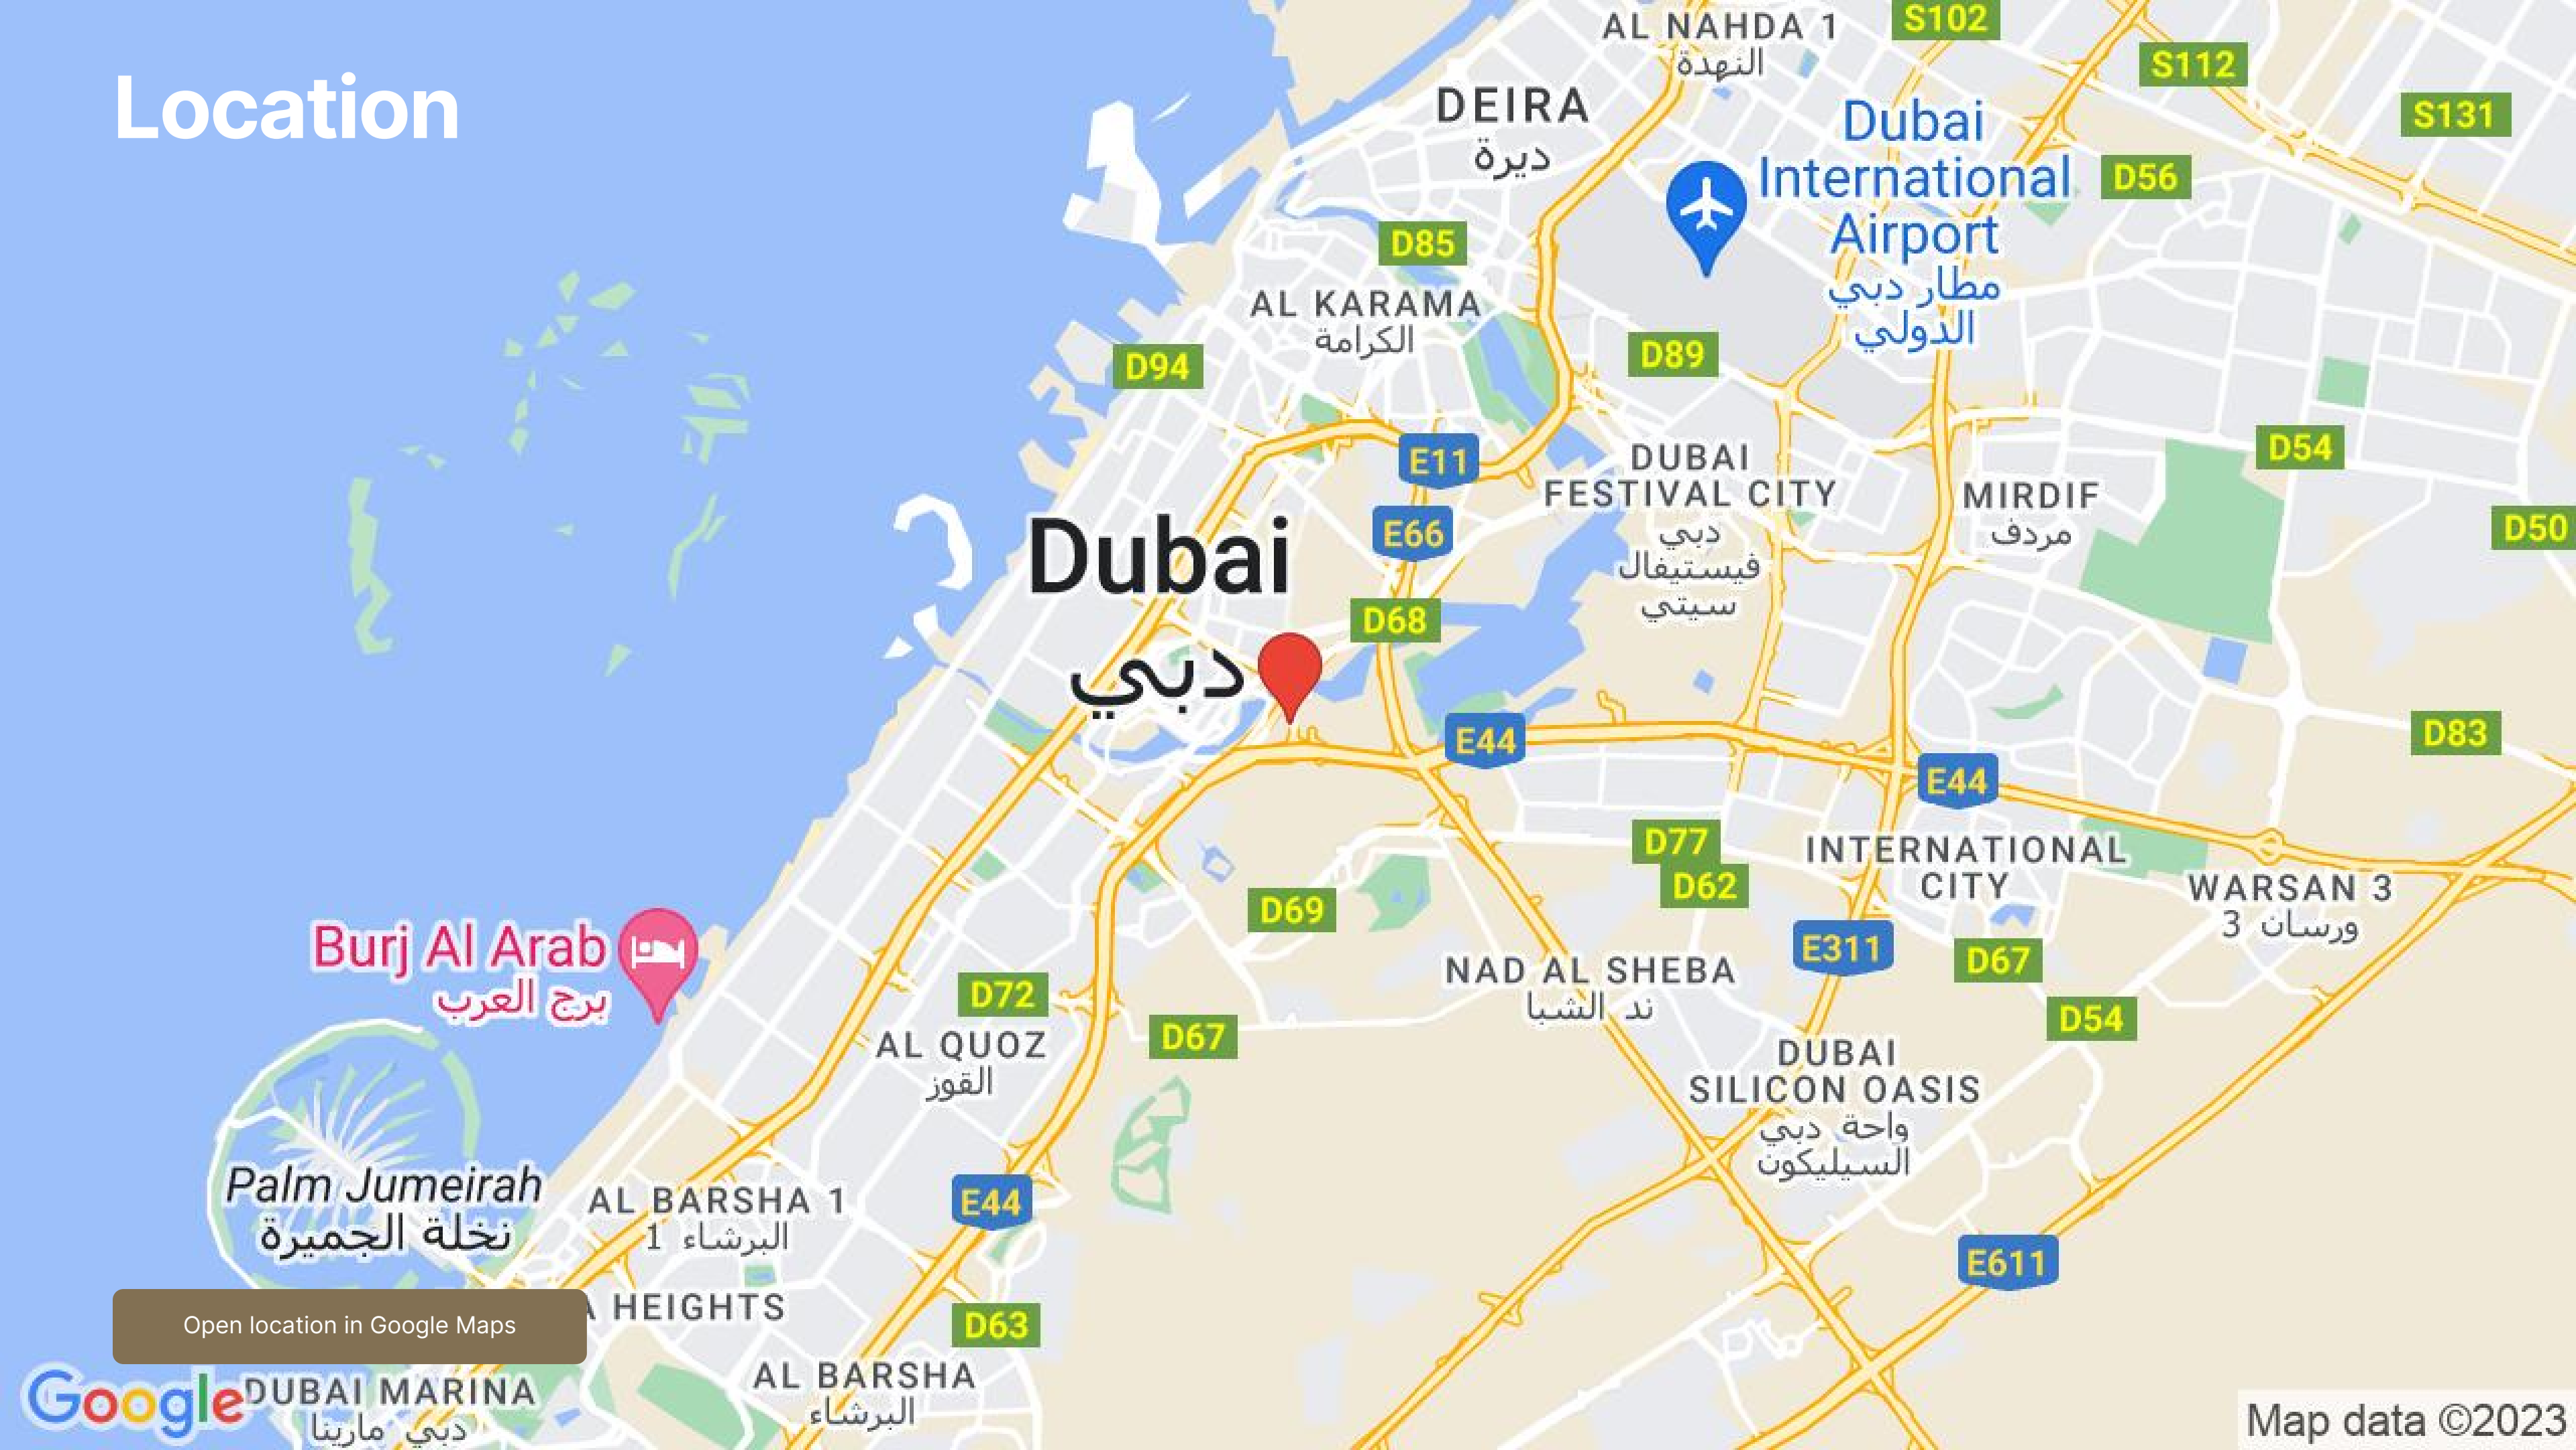 Location
AL NAHDA 1
النهدة
S102
S112
S131
DEIRA
ديرة
Dubai
International
Airport
مطار دبي
الدولي
D56
D85
AL KARAMA
الكرامة
D94
D89
D54
E11
DUBAI
FESTIVAL CITY
دبي
فيستيفال
سيتي
MIRDIF
مردف
D50
E66
Dubai
دبي
D68
E44
D83
E44
D77
D62
INTERNATIONAL
CITY
WARSAN 3
ورسان 3
D69
E311
D67
Burj Al Arab
برج العرب
NAD AL SHEBA
ند الشبا
D72
D67
D54
AL QUOZ
القوز
DUBAI
SILICON OASIS
واحة دبي
السيليكون
Palm Jumeirah
نخلة الجميرة
AL BARSHA 1
البرشاء 1
E44
E611
Open location in Google Maps
HEIGHTS
D63
AL BARSHA
البرشاء
Google
DUBAI MARINA
دبي مارينا
Map data ©2023